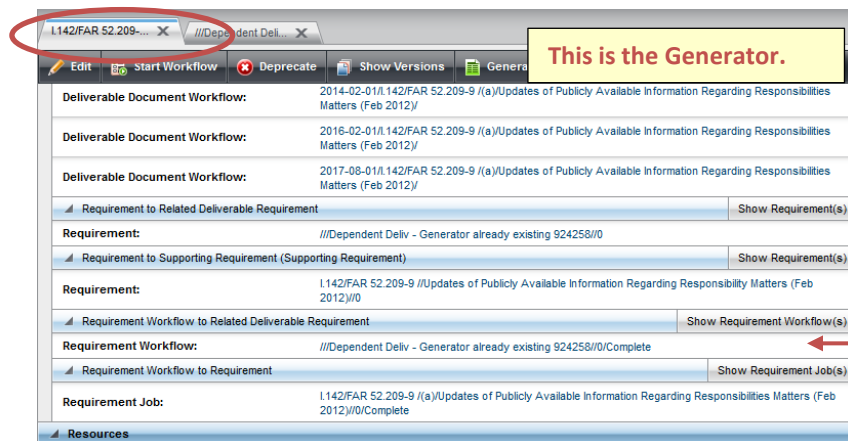 I.142/FAR 52.209-... X ///Dependent Deli... X
This is the Generator.
Edit Start Workflow Deprecate Show Versions Genera
Deliverable Document Workflow: 2014-02-01/I.142/FAR 52.209-9 /(a)/Updates of Publicly Available Information Regarding Responsibilities
Matters (Feb 2012)/
Deliverable Document Workflow: 2016-02-01/I.142/FAR 52.209-9 /(a)/Updates of Publicly Available Information Regarding Responsibilities
Matters (Feb 2012)/
Deliverable Document Workflow: 2017-08-01/I.142/FAR 52.209-9 /(a)/Updates of Publicly Available Information Regarding Responsibilities
Matters (Feb 2012)/
Requirement to Related Deliverable Requirement Show Requirement(s)
Requirement: ///Dependent Deliv - Generator already existing 924258//0
Requirement to Supporting Requirement (Supporting Requirement) Show Requirement(s)
Requirement: I.142/FAR 52.209-9 //Updates of Publicly Available Information Regarding Responsibility Matters (Feb
2012)//0
Requirement Workflow to Related Deliverable Requirement Show Requirement Workflow(s)
Requirement Workflow: ///Dependent Deliv - Generator already existing 924258//0/Complete
Requirement Workflow to Requirement Show Requirement Job(s)
Requirement Job: I.142/FAR 52.209-9 /(a)/Updates of Publicly Available Information Regarding Responsibilities Matters (Feb
2012)//0/Complete
Resources